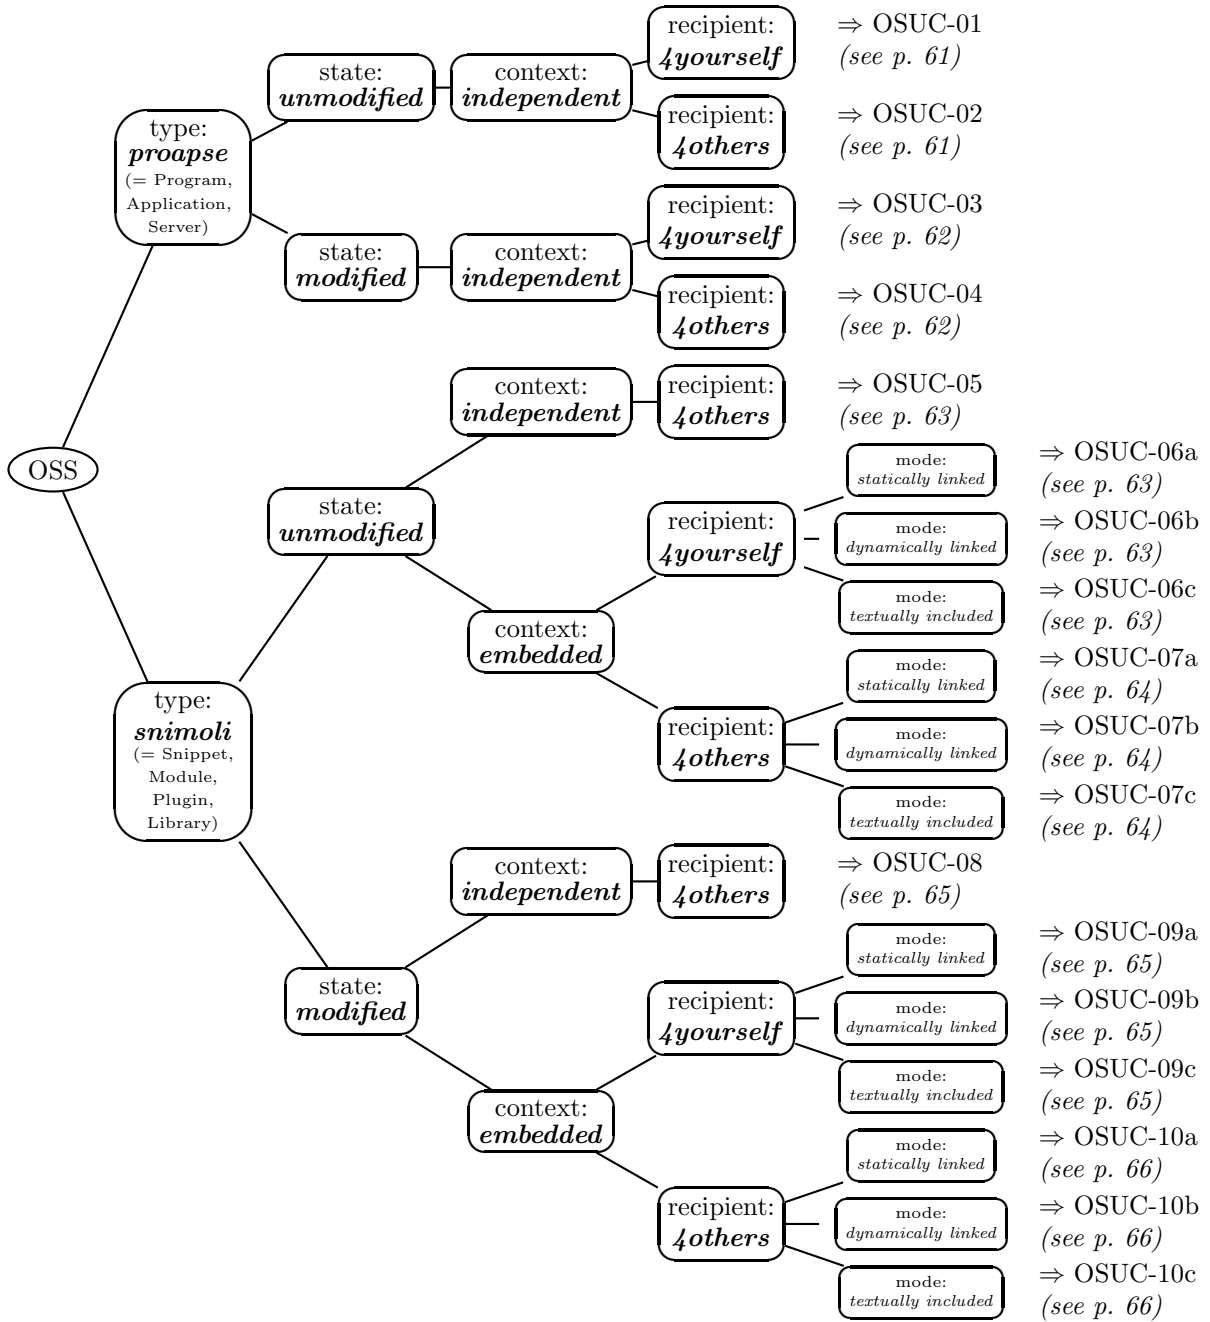 recipient:
4yourself
⇒ OSUC-01
(see p. 61)
state:
unmodified
context:
independent
recipient:
4others
⇒ OSUC-02
(see p. 61)
type:
proapse
(= Program,
Application,
Server)
recipient:
4yourself
⇒ OSUC-03
(see p. 62)
state:
modified
context:
independent
recipient:
4others
⇒ OSUC-04
(see p. 62)
context:
independent
recipient:
4others
⇒ OSUC-05
(see p. 63)
OSS
mode:
statically linked
⇒ OSUC-06a
(see p. 63)
state:
unmodified
recipient:
4yourself
mode:
dynamically linked
⇒ OSUC-06b
(see p. 63)
mode:
textually included
⇒ OSUC-06c
(see p. 63)
context:
embedded
mode:
statically linked
⇒ OSUC-07a
(see p. 64)
type:
snimoli
(= Snippet,
Module,
Plugin,
Library)
recipient:
4others
mode:
dynamically linked
⇒ OSUC-07b
(see p. 64)
mode:
textually included
⇒ OSUC-07c
(see p. 64)
context:
independent
recipient:
4others
⇒ OSUC-08
(see p. 65)
mode:
statically linked
⇒ OSUC-09a
(see p. 65)
state:
modified
recipient:
4yourself
mode:
dynamically linked
⇒ OSUC-09b
(see p. 65)
mode:
textually included
⇒ OSUC-09c
(see p. 65)
context:
embedded
mode:
statically linked
⇒ OSUC-10a
(see p. 66)
recipient:
4others
mode:
dynamically linked
⇒ OSUC-10b
(see p. 66)
mode:
textually included
⇒ OSUC-10c
(see p. 66)